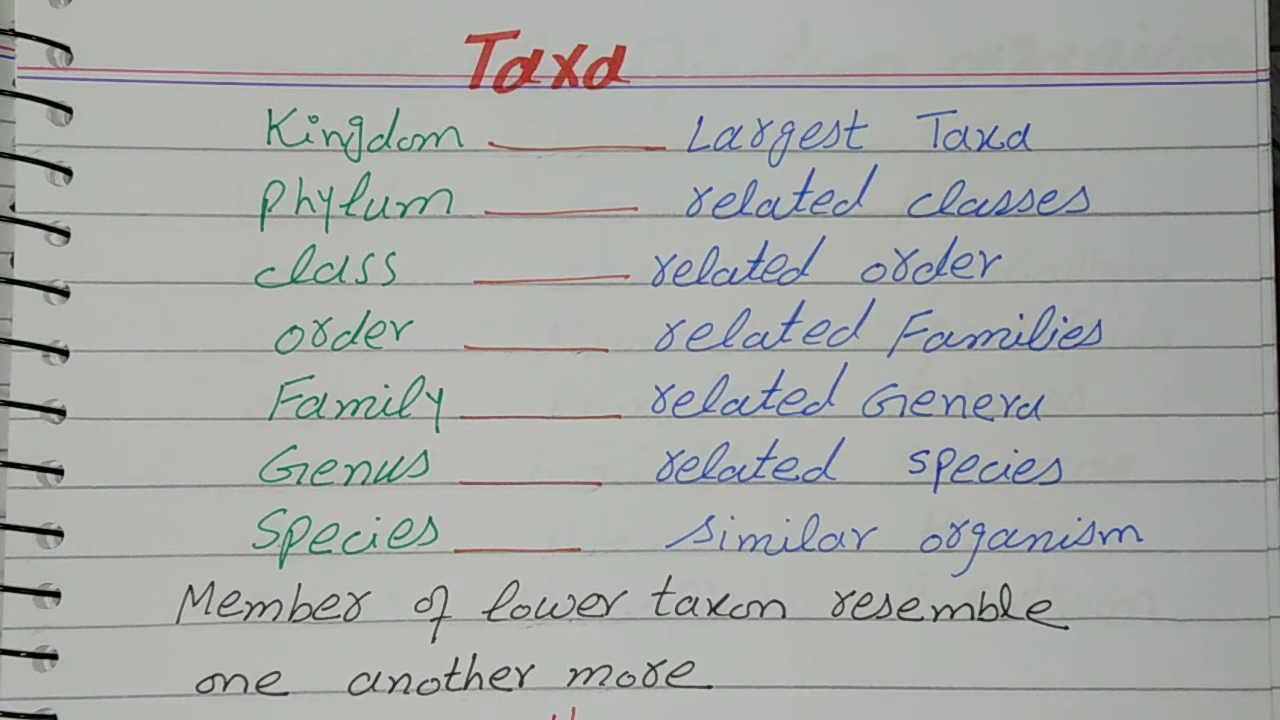 Taxa
Kingdom ——— Largest Taxa
Phylum ——— related classes
class ——— related order
order ——— related Families
Family ——— related Genera
Genus ——— related species
Species ——— similar organism
Member of lower taxon resemble
one another more